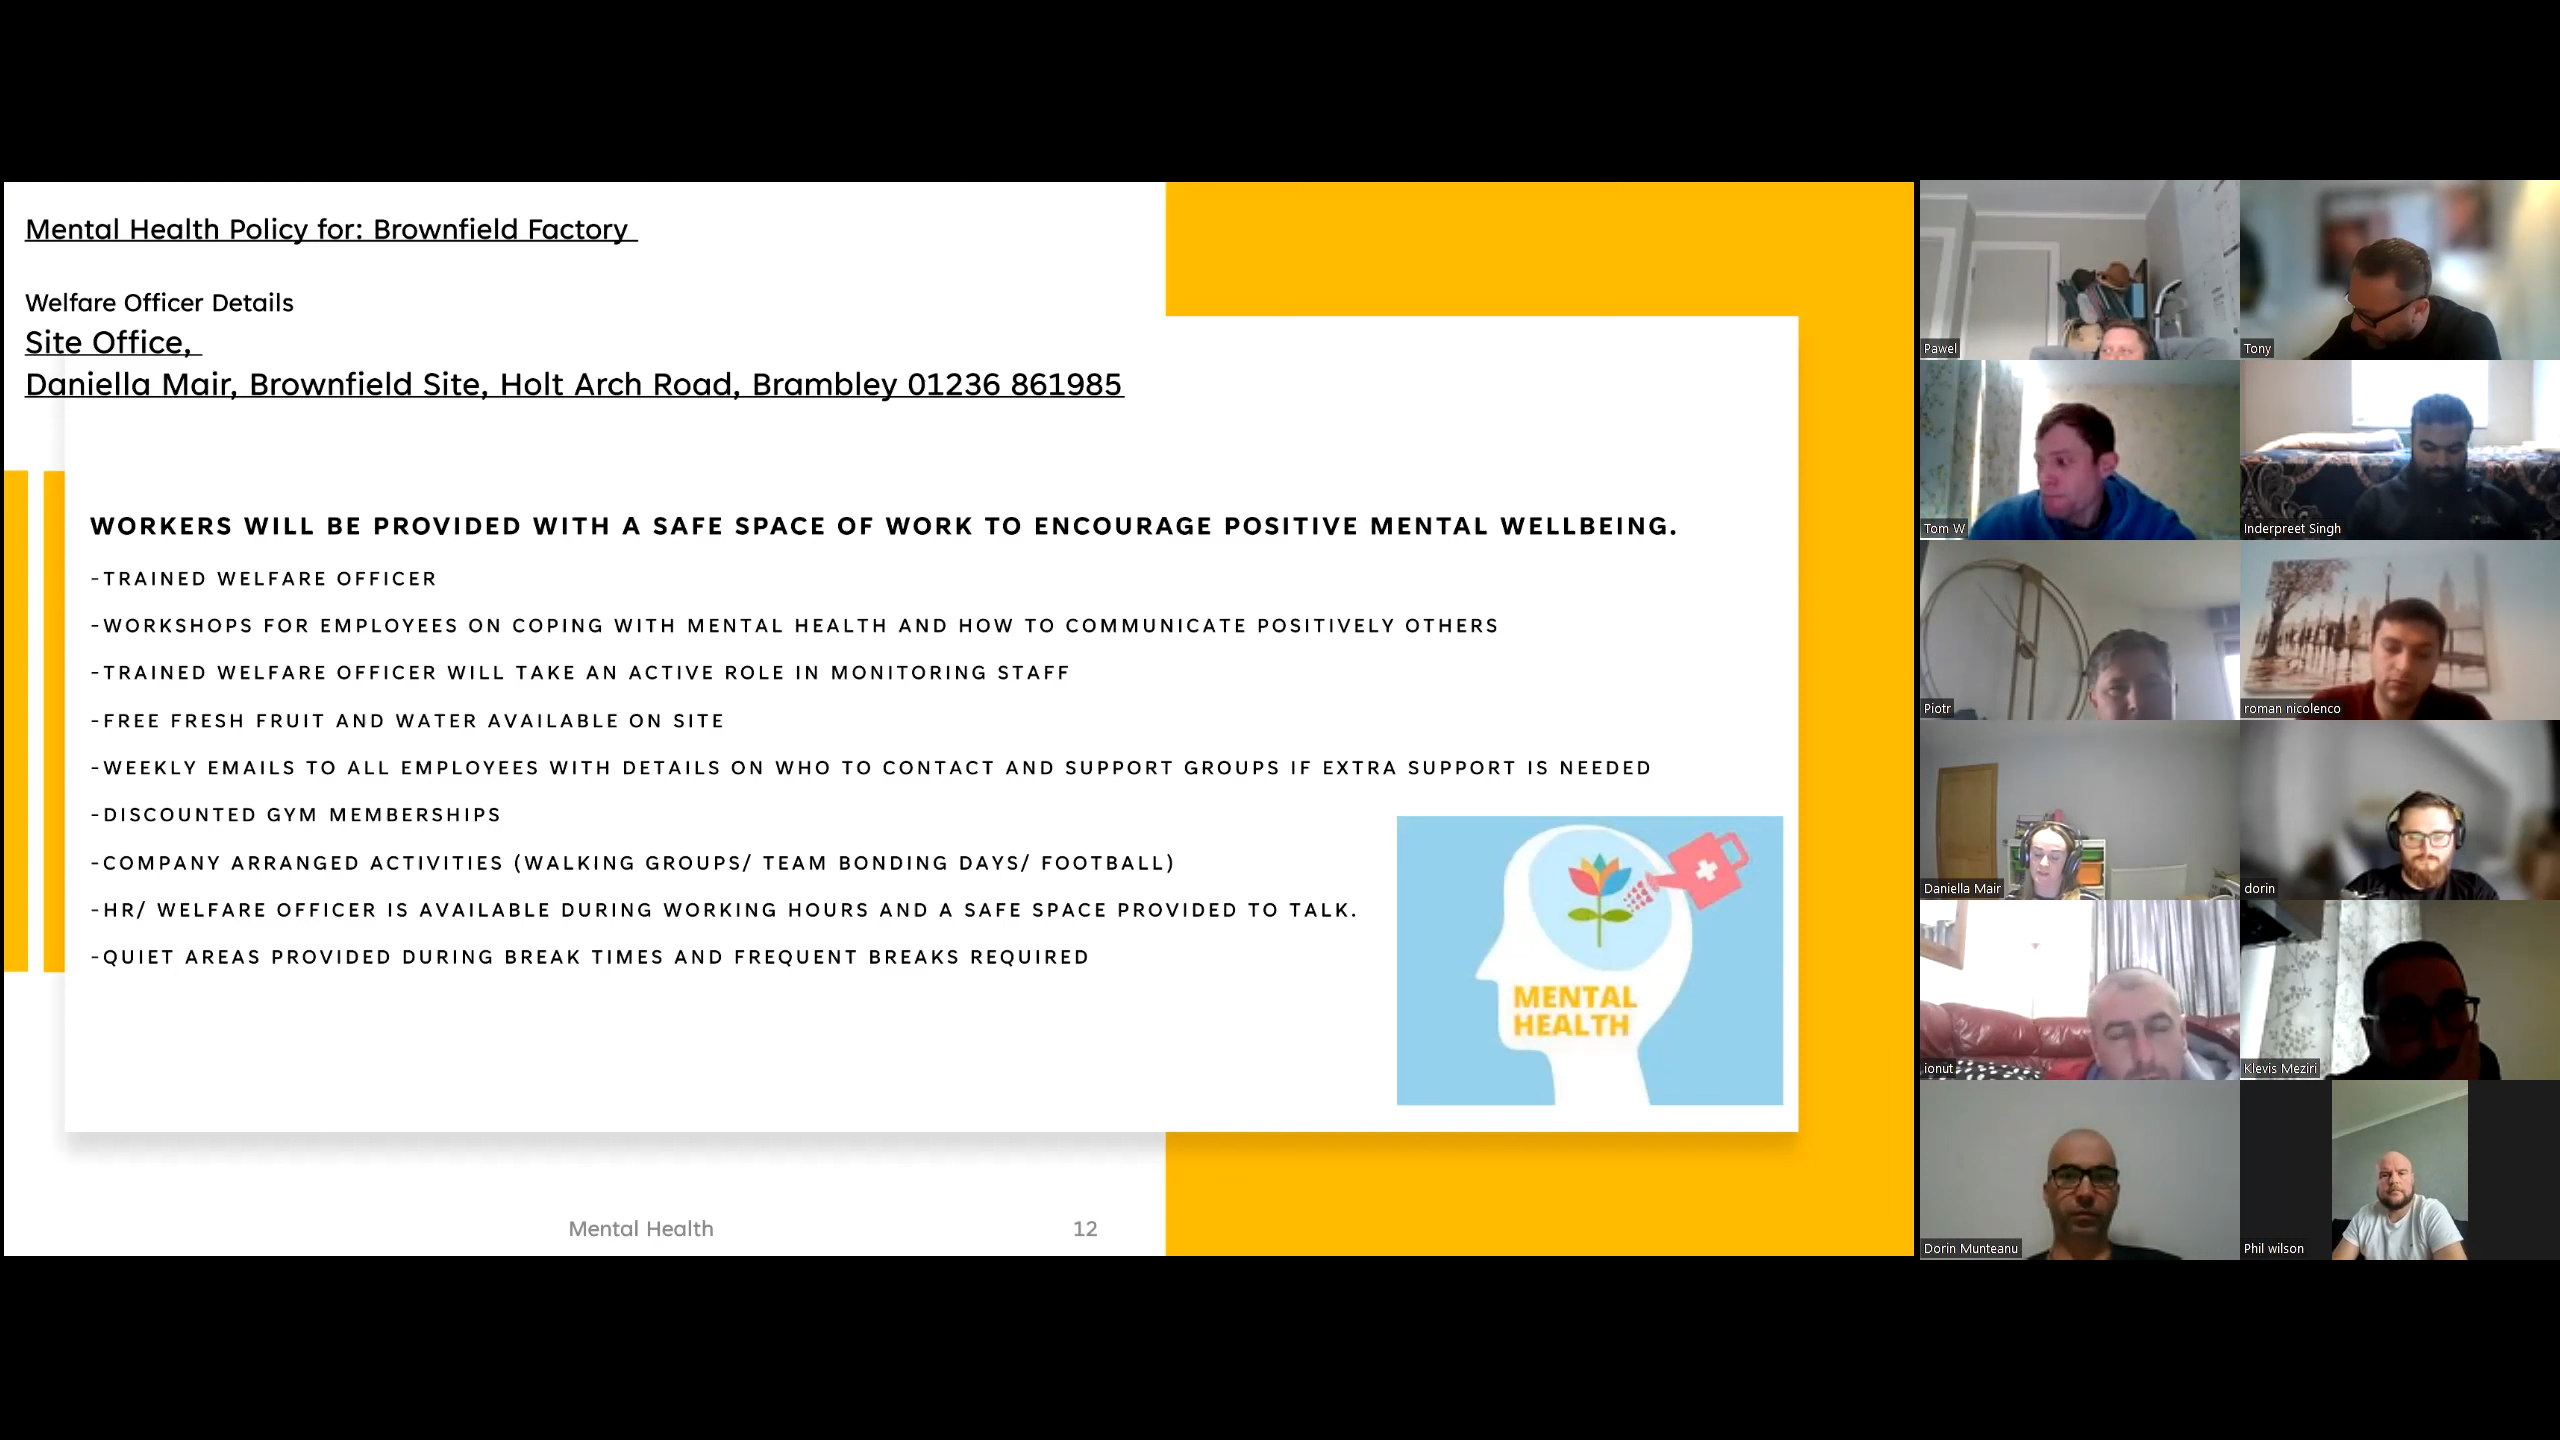 Mental Health Policy for: Brownfield Factory
Welfare Officer Details
Site Office,
Daniella Mair, Brownfield Site, Holt Arch Road, Brambley 01236 861985
WORKERS WILL BE PROVIDED WITH A SAFE SPACE OF WORK TO ENCOURAGE POSITIVE MENTAL WELLBEING.
-TRAINED WELFARE OFFICER
-WORKSHOPS FOR EMPLOYEES ON COPING WITH MENTAL HEALTH AND HOW TO COMMUNICATE POSITIVELY OTHERS
-TRAINED WELFARE OFFICER WILL TAKE AN ACTIVE ROLE IN MONITORING STAFF
-FREE FRESH FRUIT AND WATER AVAILABLE ON SITE
-WEEKLY EMAILS TO ALL EMPLOYEES WITH DETAILS ON WHO TO CONTACT AND SUPPORT GROUPS IF EXTRA SUPPORT IS NEEDED
-DISCOUNTED GYM MEMBERSHIPS
-COMPANY ARRANGED ACTIVITIES (WALKING GROUPS/ TEAM BONDING DAYS/ FOOTBALL)
-HR/ WELFARE OFFICER IS AVAILABLE DURING WORKING HOURS AND A SAFE SPACE PROVIDED TO TALK.
-QUIET AREAS PROVIDED DURING BREAK TIMES AND FREQUENT BREAKS REQUIRED
MENTAL
HEALTH
Mental Health
12
Pawel
Tony
Tom W
Inderpreet Singh
Piotr
roman nicolenco
Daniella Mair
dorin
ionut
Klevis Meziri
Dorin Munteanu
Phil wilson